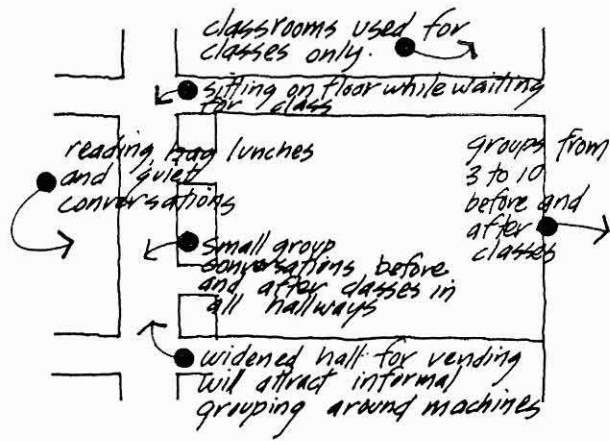 classrooms used for
classes only.
sitting on floor while waiting
for class
reading, bag lunches
and quiet
conversations
groups from
3 to 10
before and
after
classes
small group
conversations before
and after classes in
all hallways
widened hall for vending
will attract informal
grouping around machines